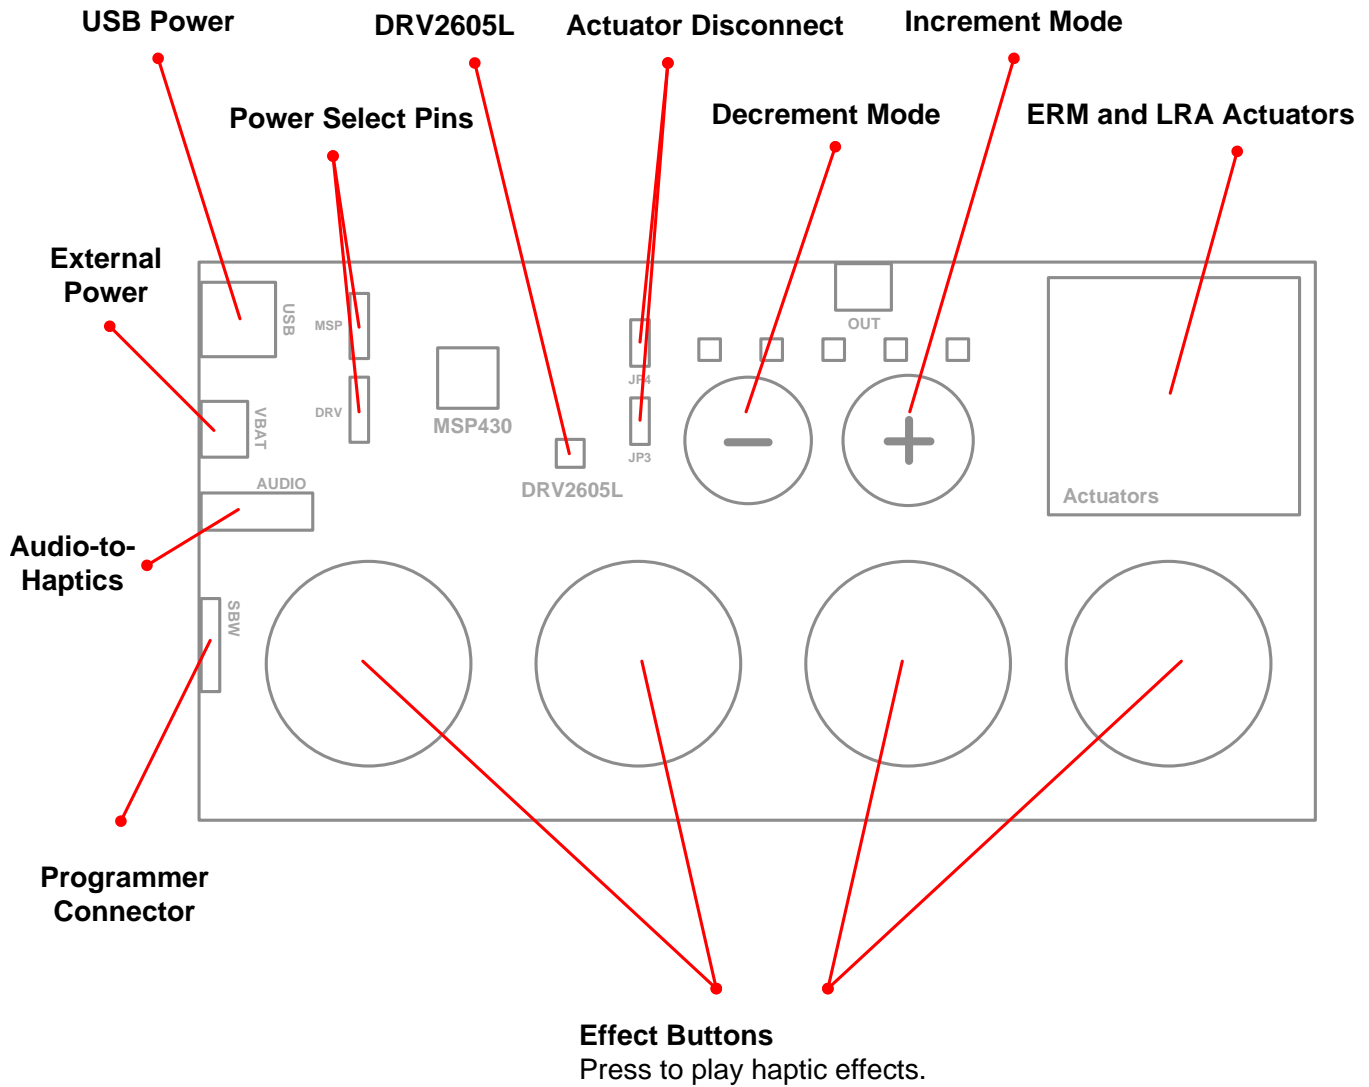 USB Power
DRV2605L
Actuator Disconnect
Increment Mode
Power Select Pins
Decrement Mode
ERM and LRA Actuators
External
Power
USB
MSP
OUT
JP4
VBAT
DRV
MSP430
JP3
DRV2605L
AUDIO
Actuators
Audio-to-
Haptics
SBW
Programmer
Connector
Effect Buttons
Press to play haptic effects.